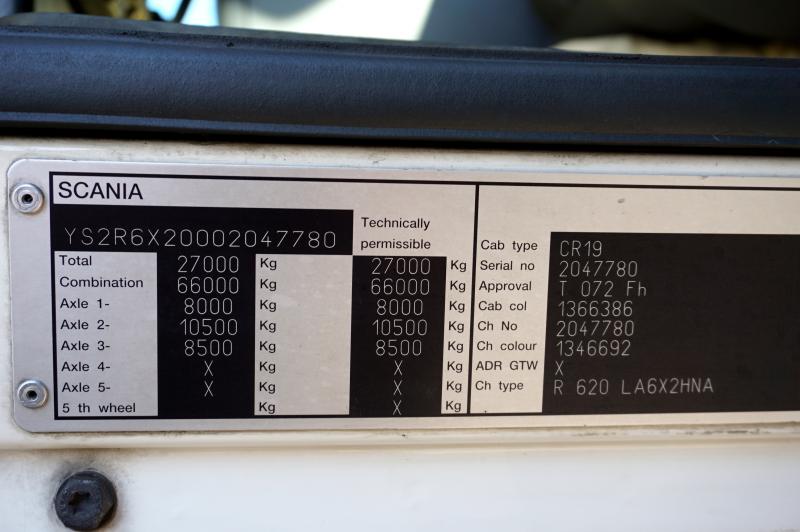 SCANIA
YS2R6X20002047780
Technically
permissible
Total 27000 Kg 27000 Kg
Combination 66000 Kg 66000 Kg
Axle 1- 8000 Kg 8000 Kg
Axle 2- 10500 Kg 10500 Kg
Axle 3- 8500 Kg 8500 Kg
Axle 4- X Kg X Kg
Axle 5- X Kg X Kg
5 th wheel Kg X Kg
Cab type CR19
Serial no 2047780
Approval T 072 Fh
Cab col 1366386
Ch No 2047780
Ch colour 1346692
ADR GTW X
Ch type R 620 LA6X2HNA